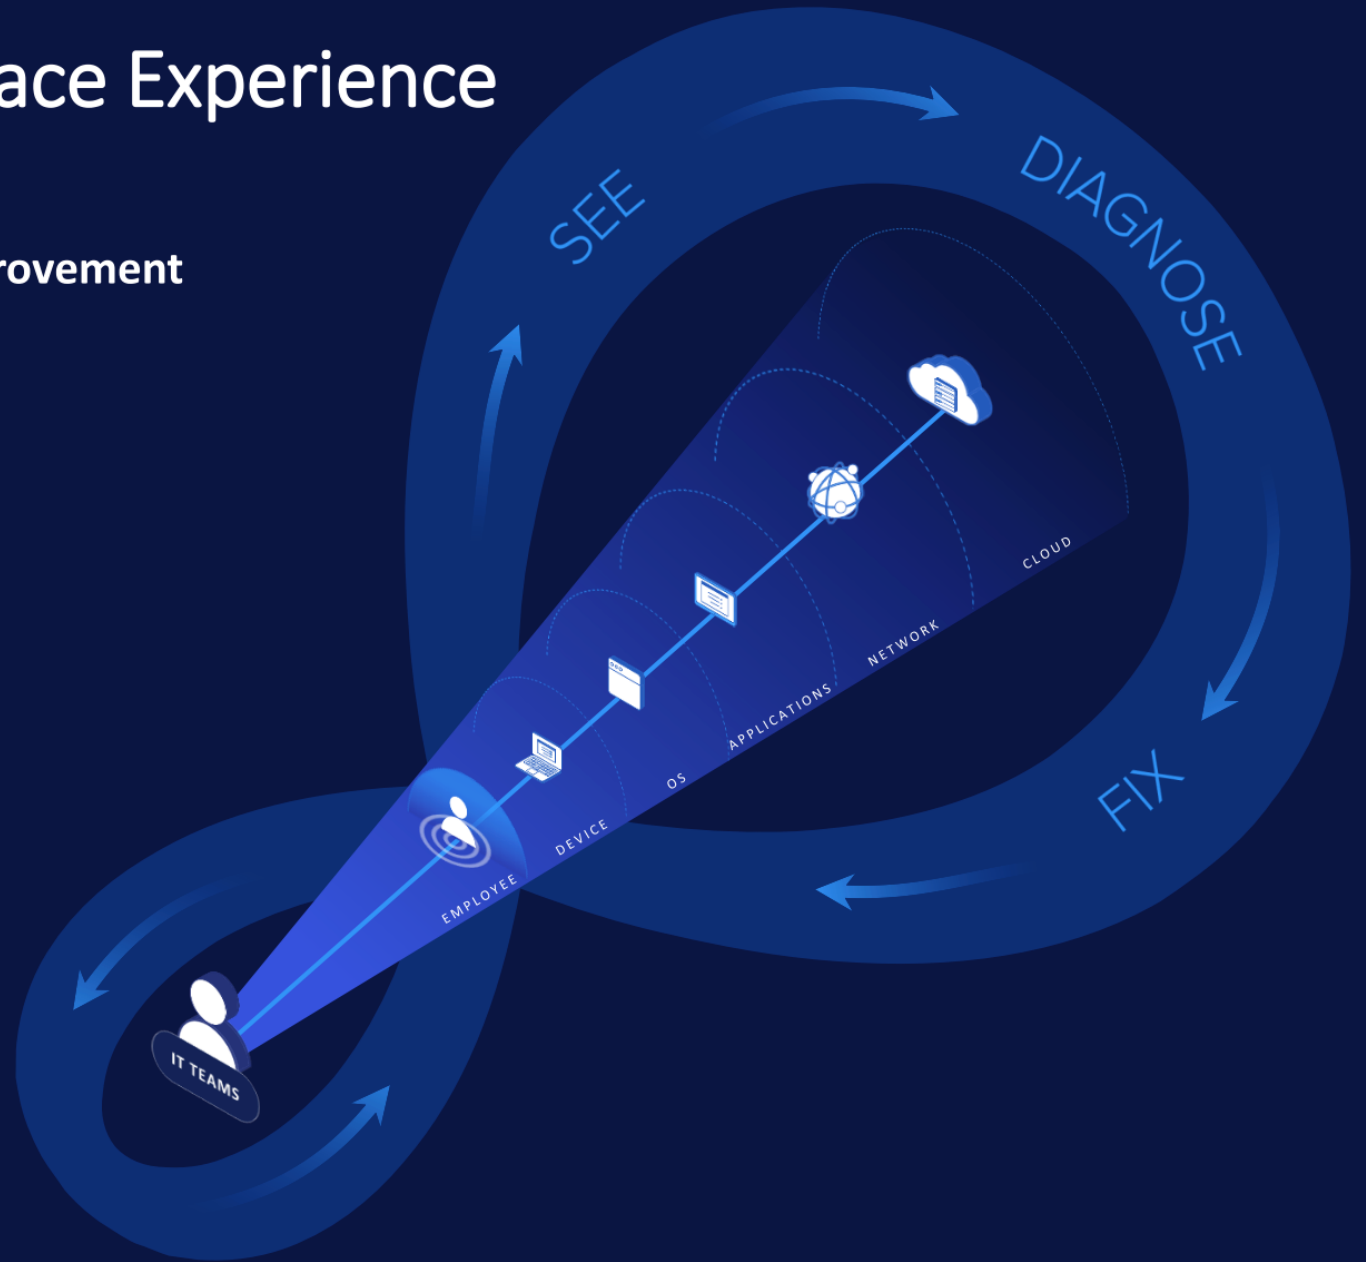 ace Experience
rovement
SEE
DIAGNOSE
FIX
CLOUD
NETWORK
APPLICATIONS
OS
DEVICE
EMPLOYEE
IT TEAMS